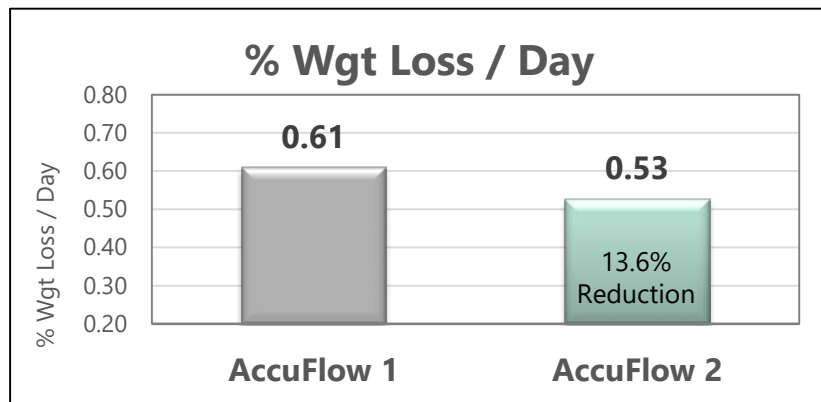 % Wgt Loss / Day
% Wgt Loss / Day
0.80
0.70
0.60
0.50
0.40
0.30
0.20
0.61
0.53
13.6%
Reduction
AccuFlow 1
AccuFlow 2